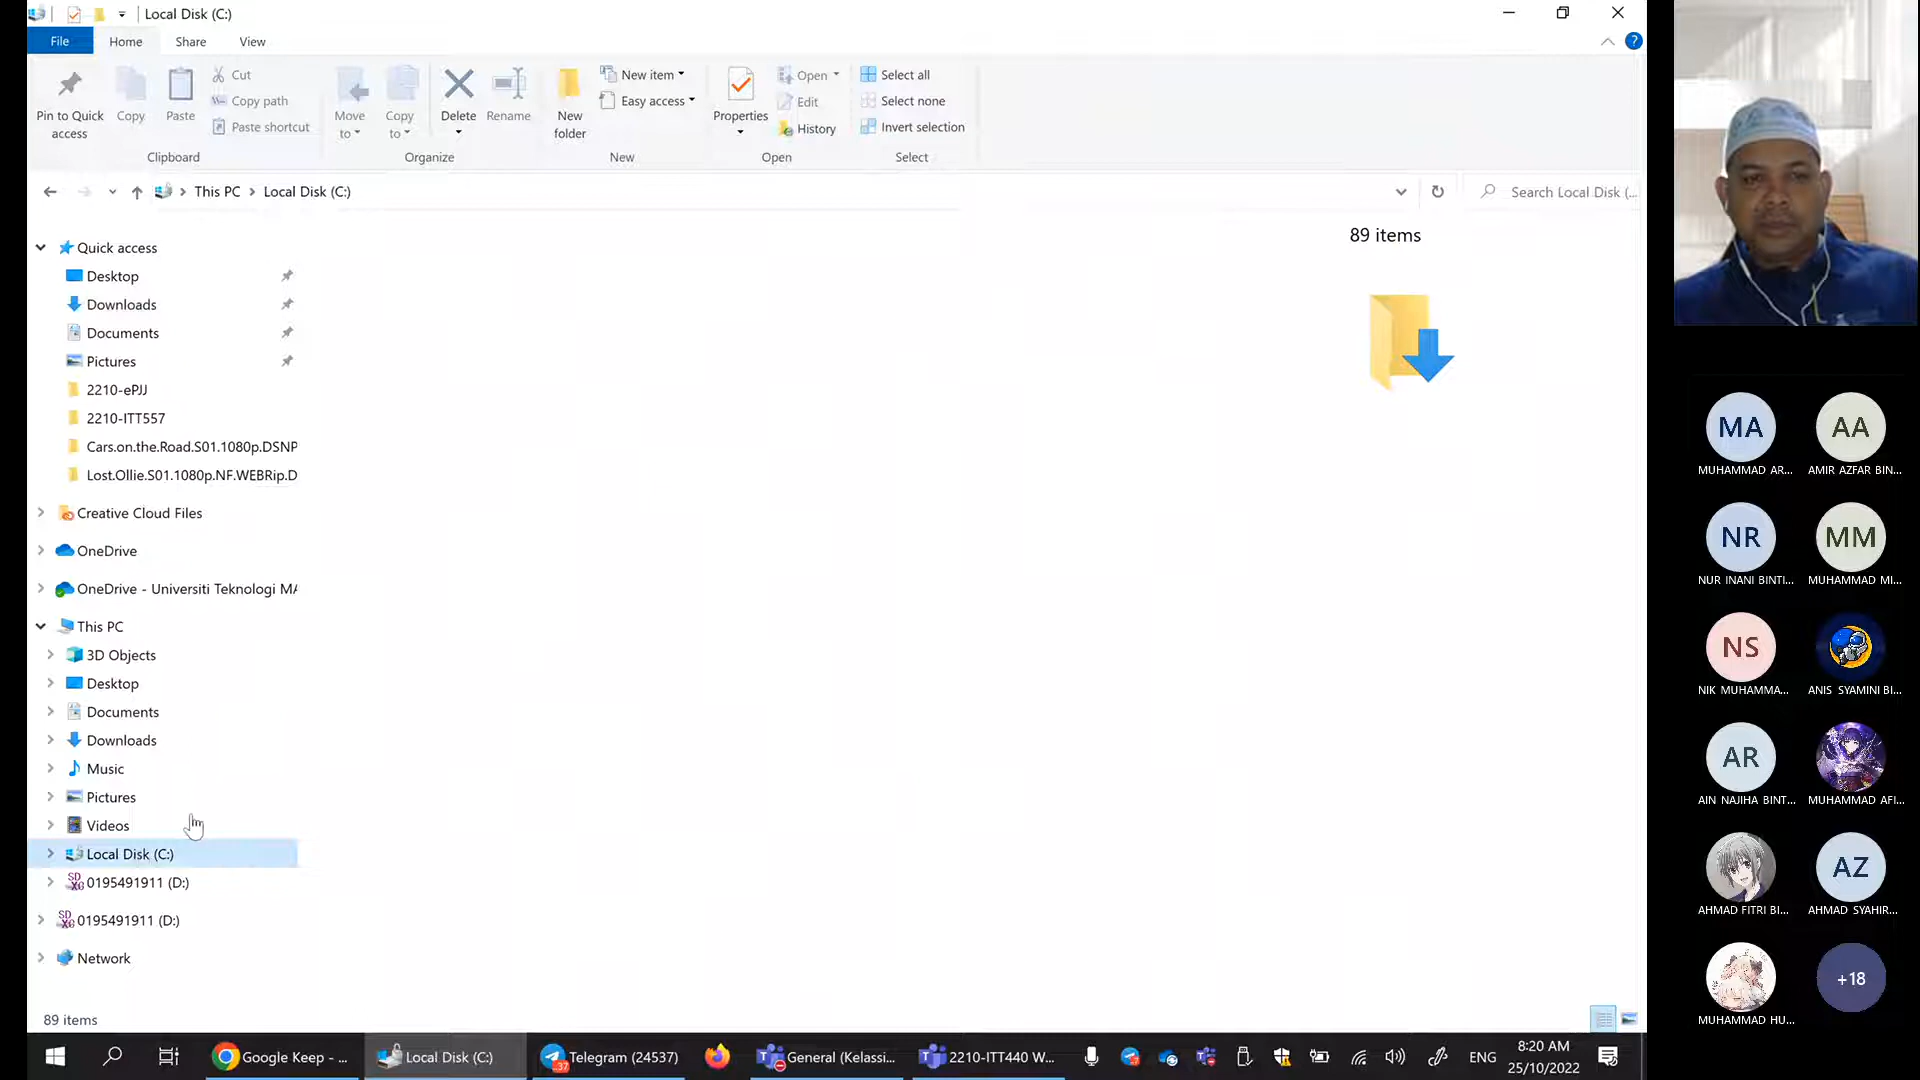 Local Disk (C:)
File
Home
Share
View
Pin to Quick access
Copy
Paste
Cut
Copy path
Paste shortcut
Clipboard
Move to
Copy to
Delete
Rename
Organize
New folder
New item
Easy access
New
Properties
Open
Edit
History
Open
Select all
Select none
Invert selection
Select
This PC
Local Disk (C:)
Search Local Disk (...
Quick access
Desktop
Downloads
Documents
Pictures
2210-ePJJ
2210-ITT557
Cars.on.the.Road.S01.1080p.DSNP
Lost.Ollie.S01.1080p.NF.WEBRip.D
Creative Cloud Files
OneDrive
OneDrive - Universiti Teknologi MA
This PC
3D Objects
Desktop
Documents
Downloads
Music
Pictures
Videos
Local Disk (C:)
0195491911 (D:)
0195491911 (D:)
Network
89 items
89 items
MA
MUHAMMAD AR...
AA
AMIR AZFAR BIN...
NR
NUR INANI BINTI...
MM
MUHAMMAD MI...
NS
NIK MUHAMMA...
ANIS SYAMINI BI...
AR
AIN NAJIHA BINT...
MUHAMMAD AFI...
AHMAD FITRI BI...
AZ
AHMAD SYAHIR...
MUHAMMAD HU...
+18
Google Keep - ...
Local Disk (C:)
Telegram (24537)
37
General (Kelassi...
2210-ITT440 W...
ENG
8:20 AM
25/10/2022